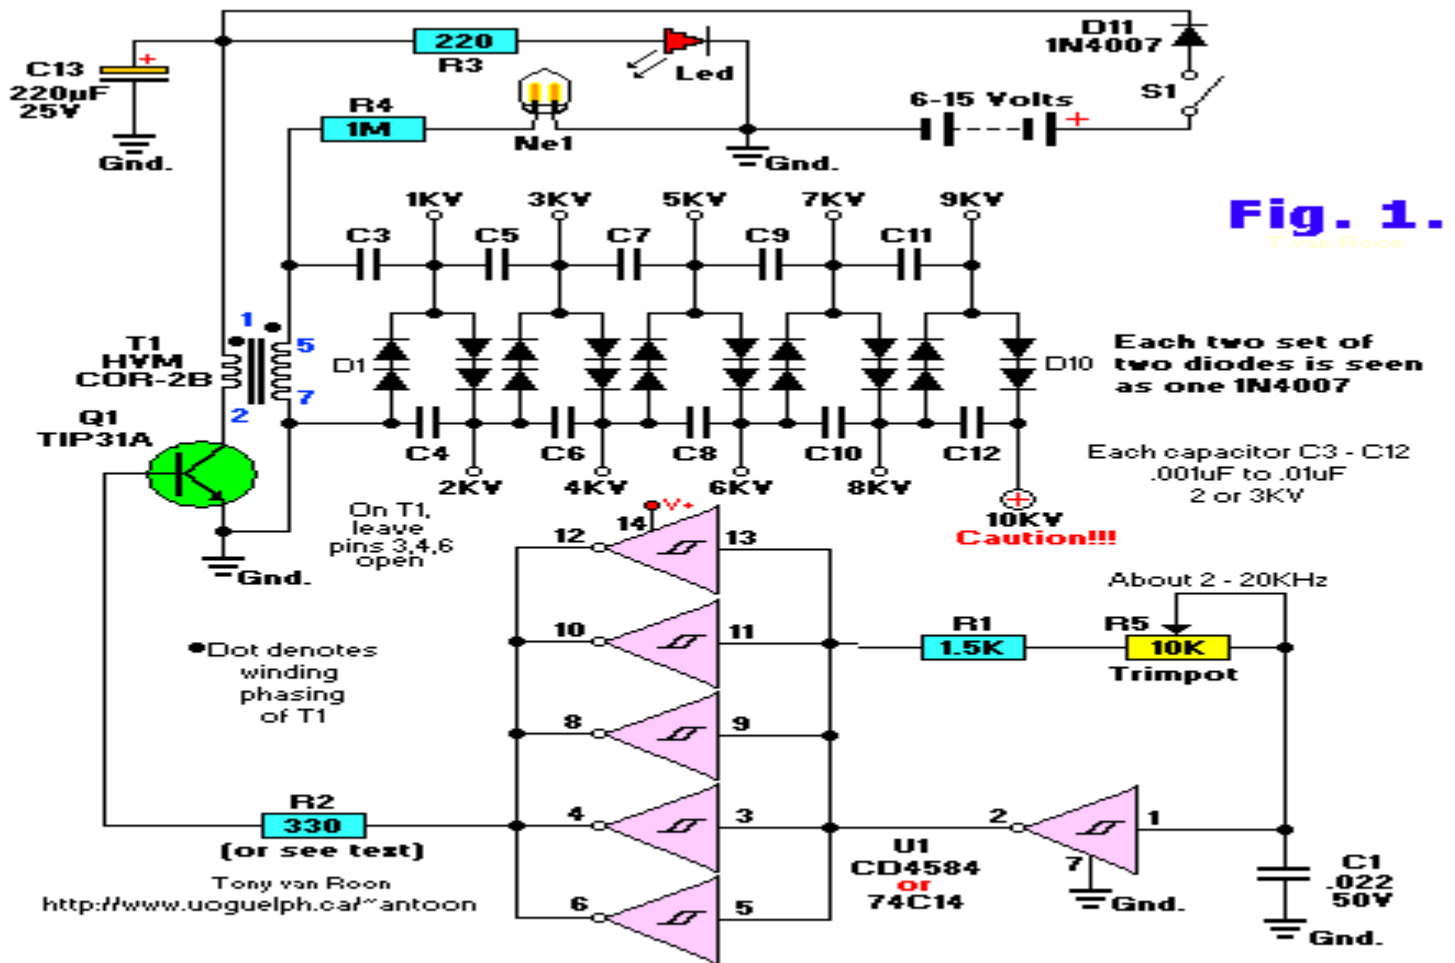 D11
1N4007
C13
+
220µF
25V
Gnd.
220
R3
Led
S1
R4
1M
Ne1
6-15 Volts
+
Gnd.
Fig. 1.
T.van Roon
1KV
3KV
5KV
7KV
9KV
C3
C5
C7
C9
C11
T1
HVM
COR-2B
1
5
7
2
D1
D10
Each two set of
two diodes is seen
as one 1N4007
Q1
TIP31A
C4
C6
C8
C10
C12
2KV
4KV
6KV
8KV
+
10KV
Caution!!!
Each capacitor C3 - C12
.001uF to .01uF
2 or 3KV
On T1,
leave
pins 3,4,6
open
Gnd.
V+
14
12
13
10
11
8
9
4
3
6
5
About 2 - 20KHz
R1
1.5K
R5
10K
Trimpot
Dot denotes
winding
phasing
of T1
R2
330
(or see text)
Tony van Roon
http://www.uoguelph.ca/~antoon
2
1
7
Gnd.
U1
CD4584
or
74C14
C1
.022
50V
Gnd.